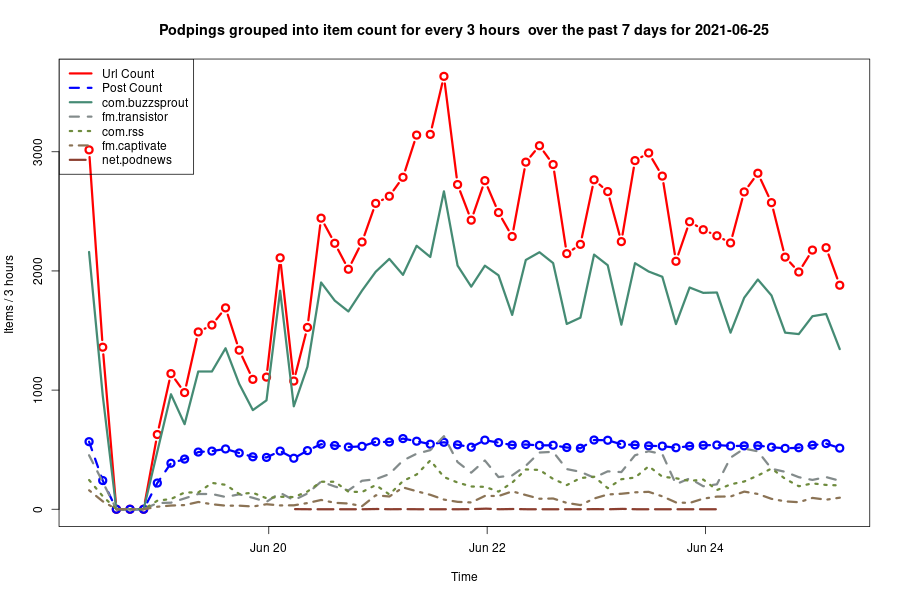 Podpings grouped into item count for every 3 hours  over the past 7 days for 2021-06-25
Url Count
Post Count
com.buzzsprout
fm.transistor
com.rss
fm.captivate
net.podnews
Items / 3 hours
3000
2000
1000
0
Jun 20
Jun 22
Jun 24
Time